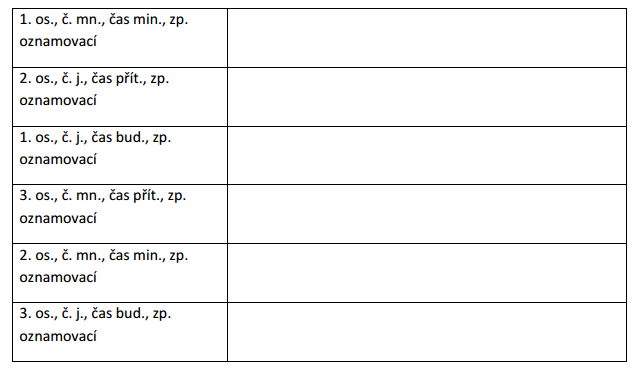 1. os., č. mn., čas min., zp.
oznamovací
2. os., č. j., čas přít., zp.
oznamovací
1. os., č. j., čas bud., zp.
oznamovací
3. os., č. mn., čas přít., zp.
oznamovací
2. os., č. mn., čas min., zp.
oznamovací
3. os., č. j., čas bud., zp.
oznamovací